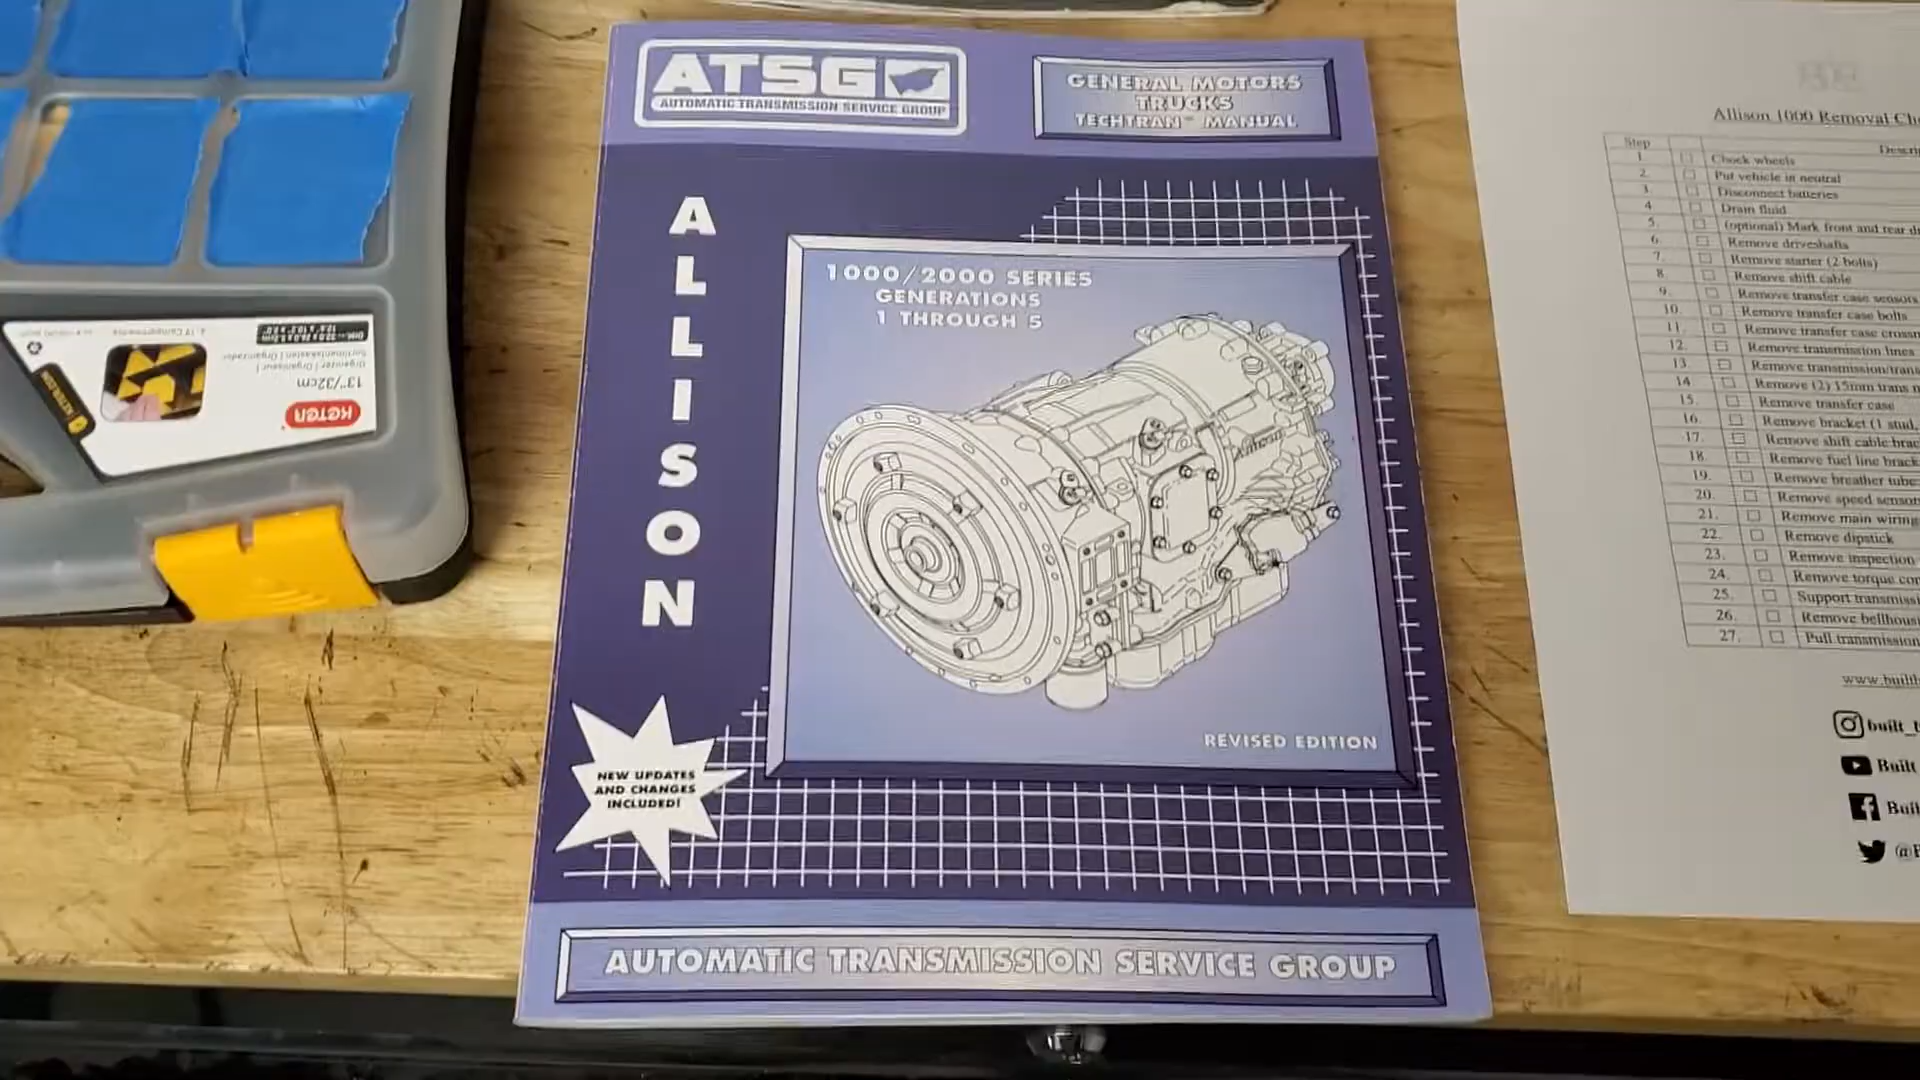 ATSG
AUTOMATIC TRANSMISSION SERVICE GROUP
GENERAL MOTORS
TRUCKS
TECHTRAN™ MANUAL
ALLISON
1000/2000 SERIES
GENERATIONS
1 THROUGH 5
REVISED EDITION
NEW UPDATES
AND CHANGES
INCLUDED!
AUTOMATIC TRANSMISSION SERVICE GROUP
KETER
13"/32cm
Organizer | Organiseur |
Sortimentskasten | Organizador
Allison 1000 Removal
Step
1. Chock wheels
2. Put vehicle in neutral
3. Disconnect batteries
4. Drain fluid
5. (optional) Mark front and rear
6. Remove driveshafts
7. Remove starter (2 bolts)
8. Remove shift cable
9. Remove transfer case sensors
10. Remove transfer case bolts
11. Remove transfer case
12. Remove transmission lines
13. Remove
14. Remove (2) 15mm trans
15. Remove transfer case
16. Remove bracket (1 stud,
17. Remove shift cable
18. Remove fuel line
19. Remove breather tube
20. Remove speed
21. Remove main wiring
22. Remove dipstick
23. Remove inspection
24. Remove torque
25. Support
26. Remove
27. Pull transmission
Built